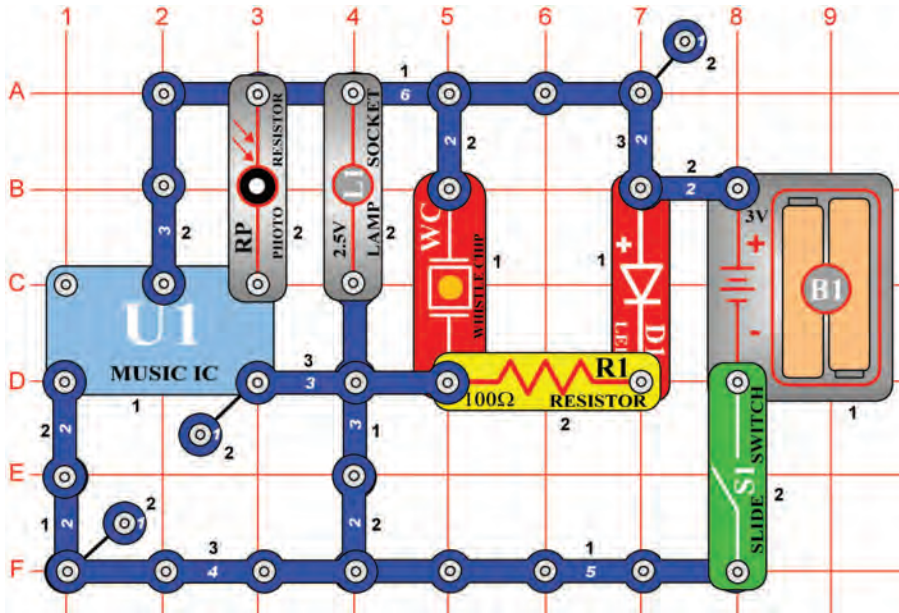 1 2 3 4 5 6 7 8 9
1
2
A
1
6
RP
PHOTO
RESISTOR
2
2.5V
LAMP
SOCKET
L1
2
2
2
3
2
B
3
2
WC
WHISTLE CHIP
1
+
D1
LE
1
2
2
3V
+
-
B1
1
C
U1
MUSIC IC
1
D
3
3
R1
100Ω
RESISTOR
2
1
2
3
1
S1
SLIDE
SWITCH
2
2
2
E
1
2
1
2
2
F
3
4
1
5